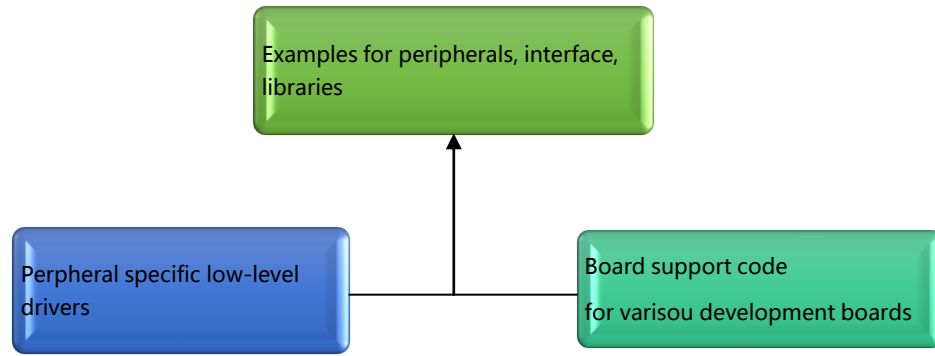 Examples for peripherals, interface,
libraries
Perpheral specific low-level
drivers
Board support code
for varisou development boards